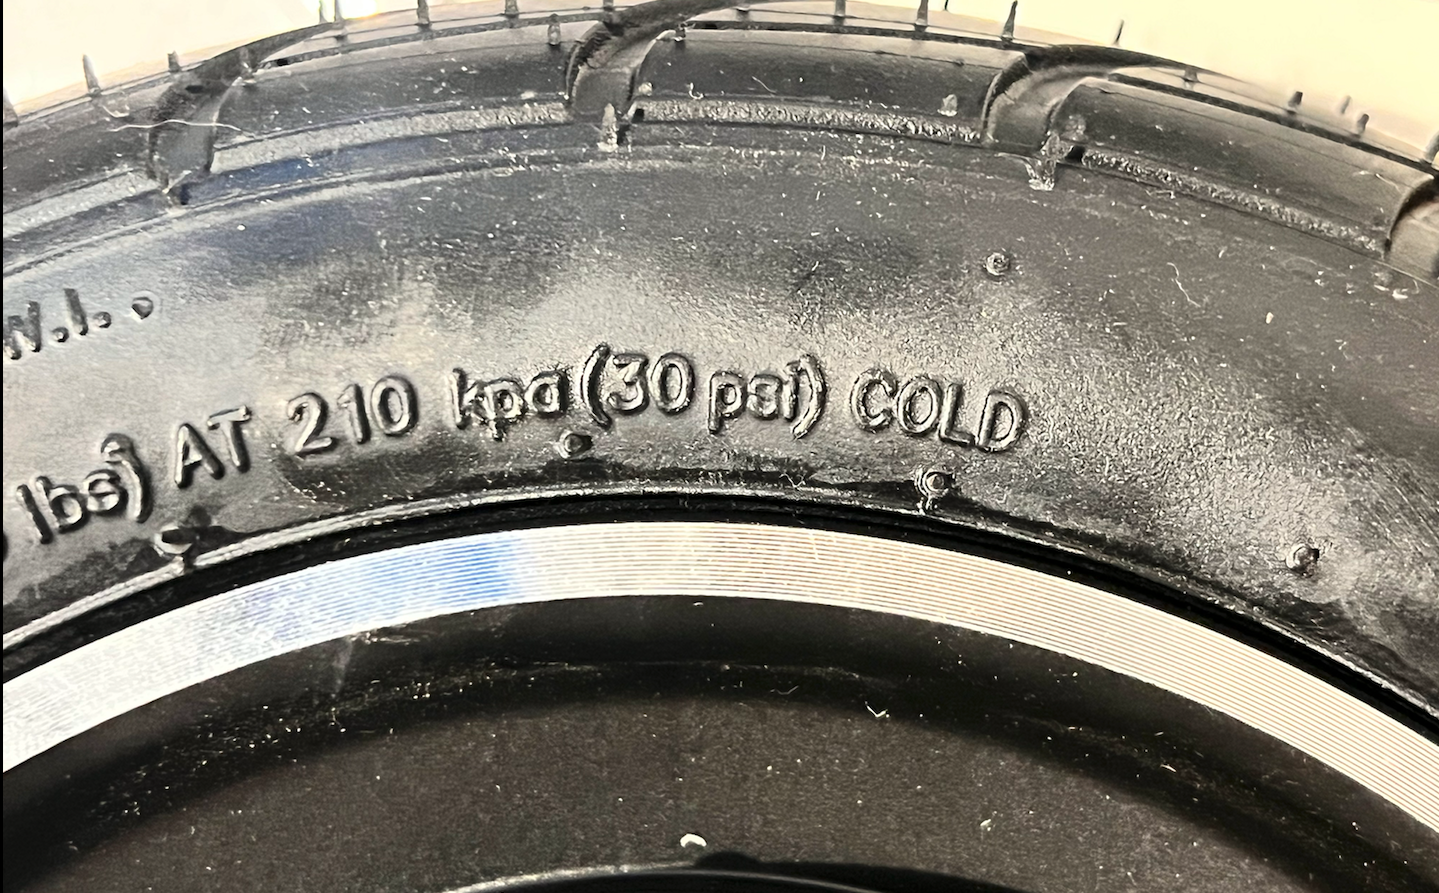 W.I..
lbs) AT 210 kpa (30 psi) COLD